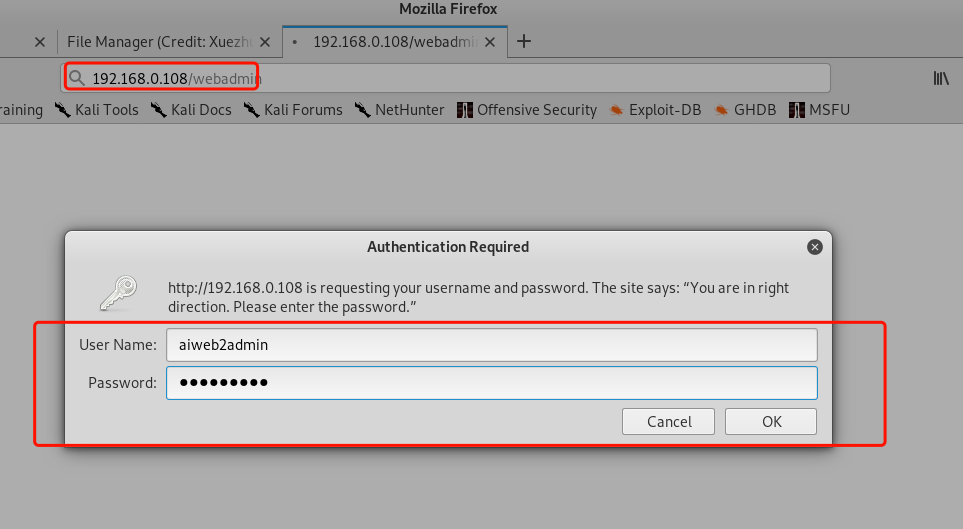 Mozilla Firefox
File Manager (Credit: Xuezh
192.168.0.108/webadmi
192.168.0.108/webadmin
raining Kali Tools Kali Docs Kali Forums NetHunter Offensive Security Exploit-DB GHDB MSFU
Authentication Required
http://192.168.0.108 is requesting your username and password. The site says: “You are in right
direction. Please enter the password.”
User Name: aiweb2admin
Password: ●●●●●●●●●
Cancel OK